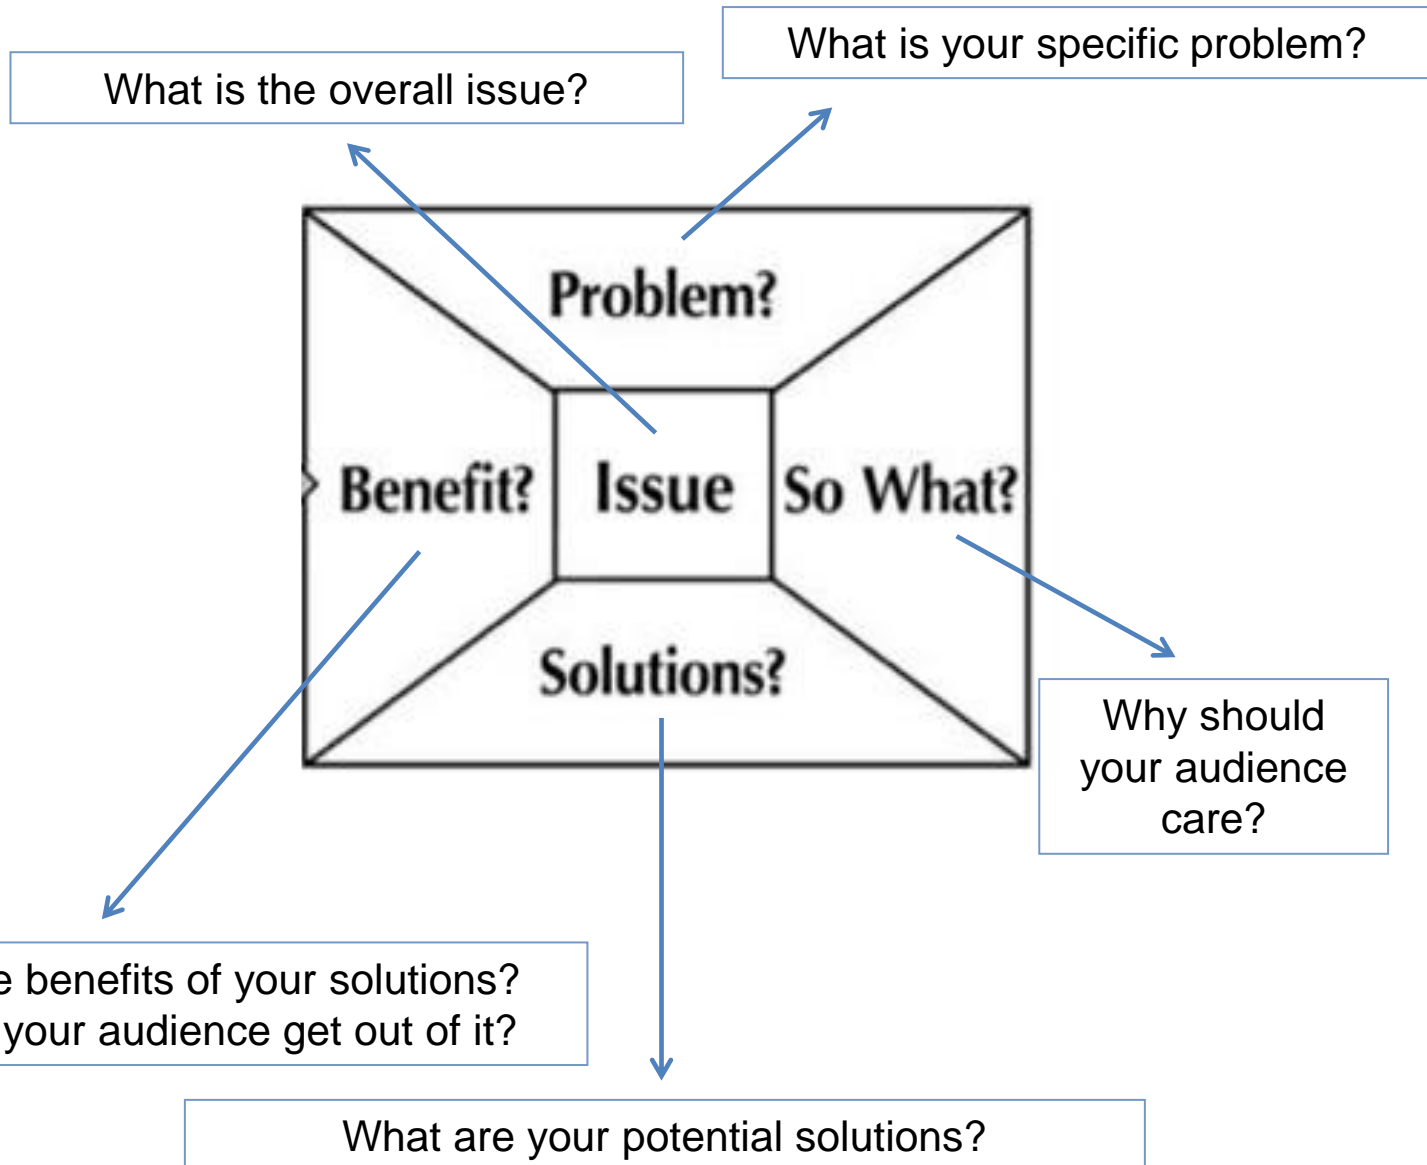 What is your specific problem?
What is the overall issue?
Problem?
Benefit?
Issue
So What?
Solutions?
Why should
your audience
care?
benefits of your solutions?
your audience get out of it?
What are your potential solutions?